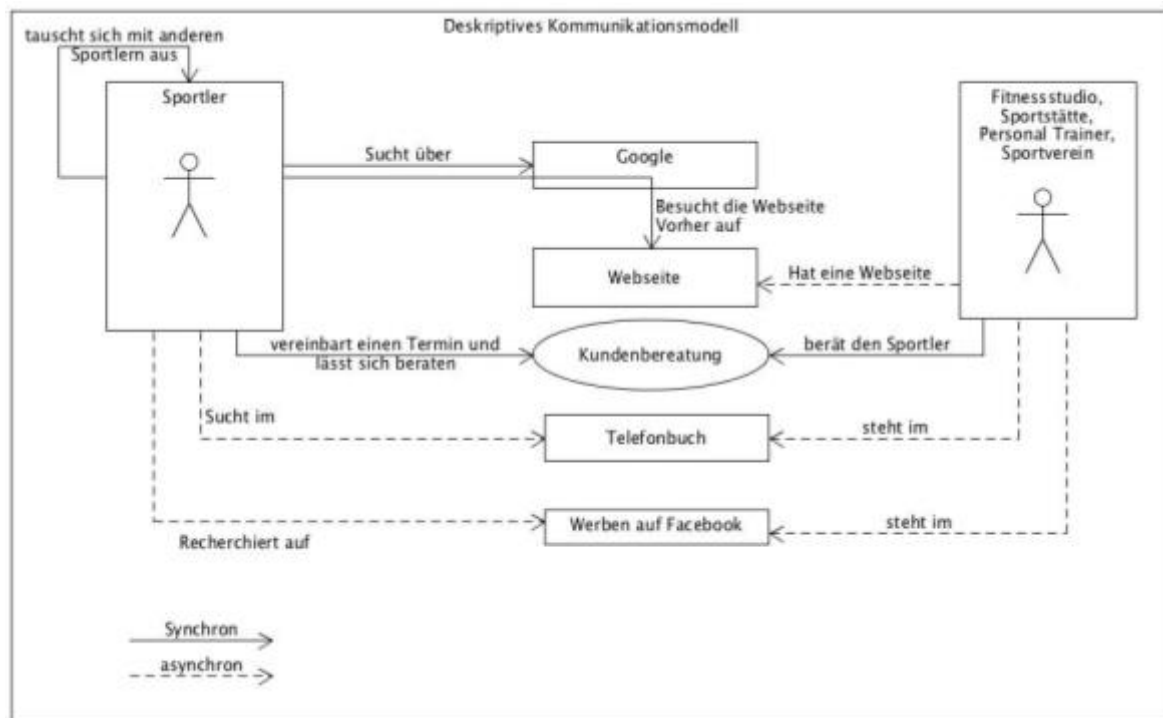 Deskriptives Kommunikationsmodell
tauscht sich mit anderen
Sportlern aus
Sportler
Fitnessstudio,
Sportstätte,
Personal Trainer,
Sportverein
Sucht über
Google
Besucht die Webseite
Vorher auf
Webseite
Hat eine Webseite
vereinbart einen Termin und
lässt sich beraten
Kundenbereatung
berät den Sportler
Sucht im
Telefonbuch
steht im
Recherchiert auf
Werben auf Facebook
steht im
Synchron
asynchron